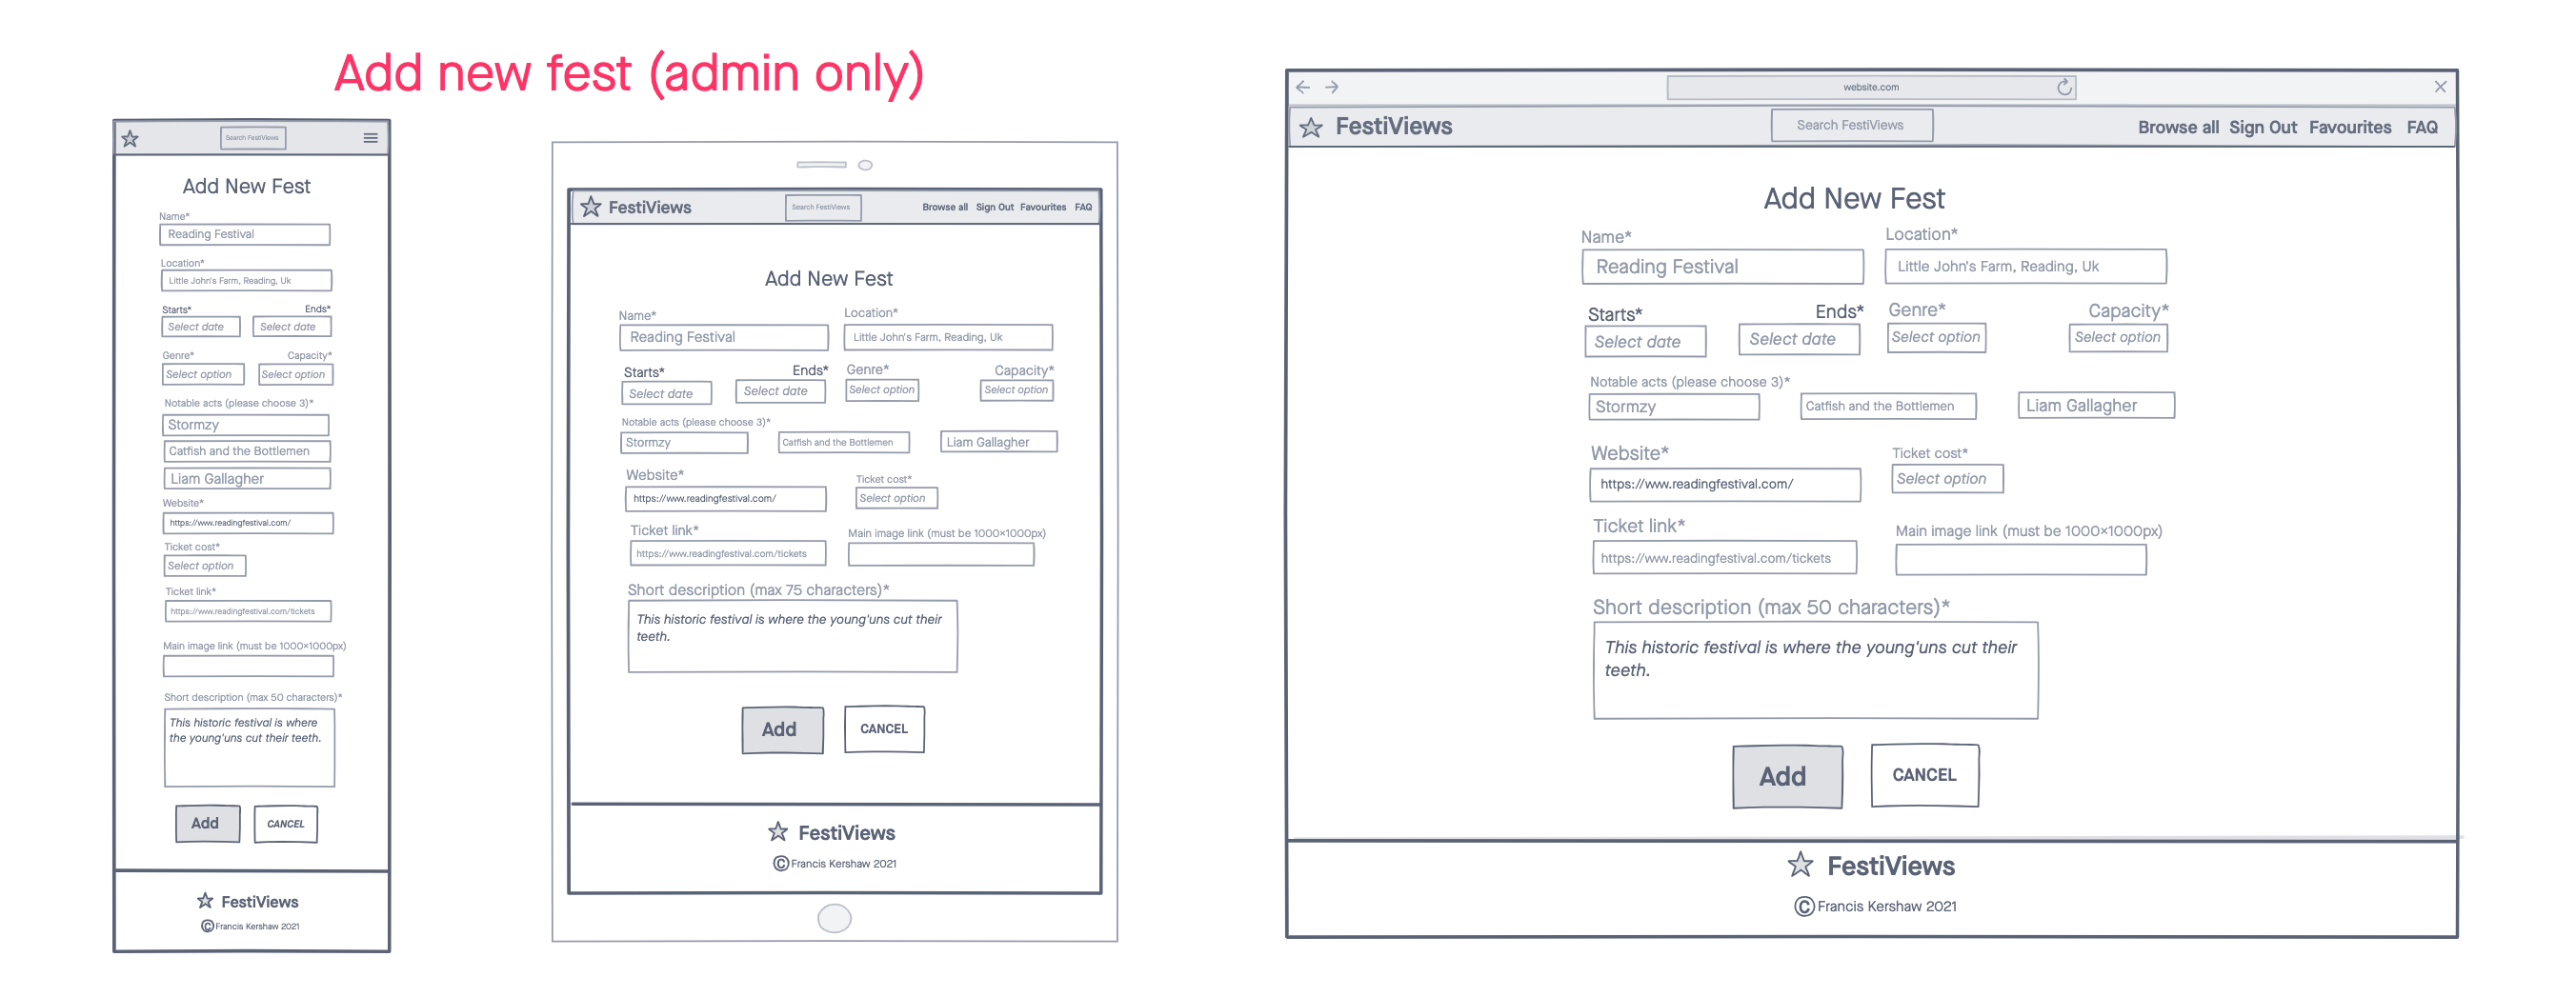 Add new fest (admin only)
Search FestiViews
Add New Fest
Name*
Reading Festival
Location*
Little John's Farm, Reading, Uk
Starts* Ends*
Select date Select date
Genre* Capacity*
Select option Select option
Notable acts (please choose 3)*
Stormzy
Catfish and the Bottlemen
Liam Gallagher
Website*
https://www.readingfestival.com/
Ticket cost*
Select option
Ticket link*
https://www.readingfestival.com/tickets
Main image link (must be 1000×1000px)
Short description (max 50 characters)*
This historic festival is where
the young'uns cut their teeth.
Add CANCEL
FestiViews
©Francis Kershaw 2021
FestiViews Search FestiViews Browse all Sign Out Favourites FAQ
Add New Fest
Name* Location*
Reading Festival Little John's Farm, Reading, Uk
Starts* Ends* Genre* Capacity*
Select date Select date Select option Select option
Notable acts (please choose 3)*
Stormzy Catfish and the Bottlemen Liam Gallagher
Website* Ticket cost*
https://www.readingfestival.com/ Select option
Ticket link* Main image link (must be 1000×1000px)
https://www.readingfestival.com/tickets
Short description (max 75 characters)*
This historic festival is where the young'uns cut their
teeth.
Add CANCEL
FestiViews
©Francis Kershaw 2021
website.com
FestiViews Search FestiViews Browse all Sign Out Favourites FAQ
Add New Fest
Name* Location*
Reading Festival Little John's Farm, Reading, Uk
Starts* Ends* Genre* Capacity*
Select date Select date Select option Select option
Notable acts (please choose 3)*
Stormzy Catfish and the Bottlemen Liam Gallagher
Website* Ticket cost*
https://www.readingfestival.com/ Select option
Ticket link* Main image link (must be 1000×1000px)
https://www.readingfestival.com/tickets
Short description (max 50 characters)*
This historic festival is where the young'uns cut their
teeth.
Add CANCEL
FestiViews
©Francis Kershaw 2021